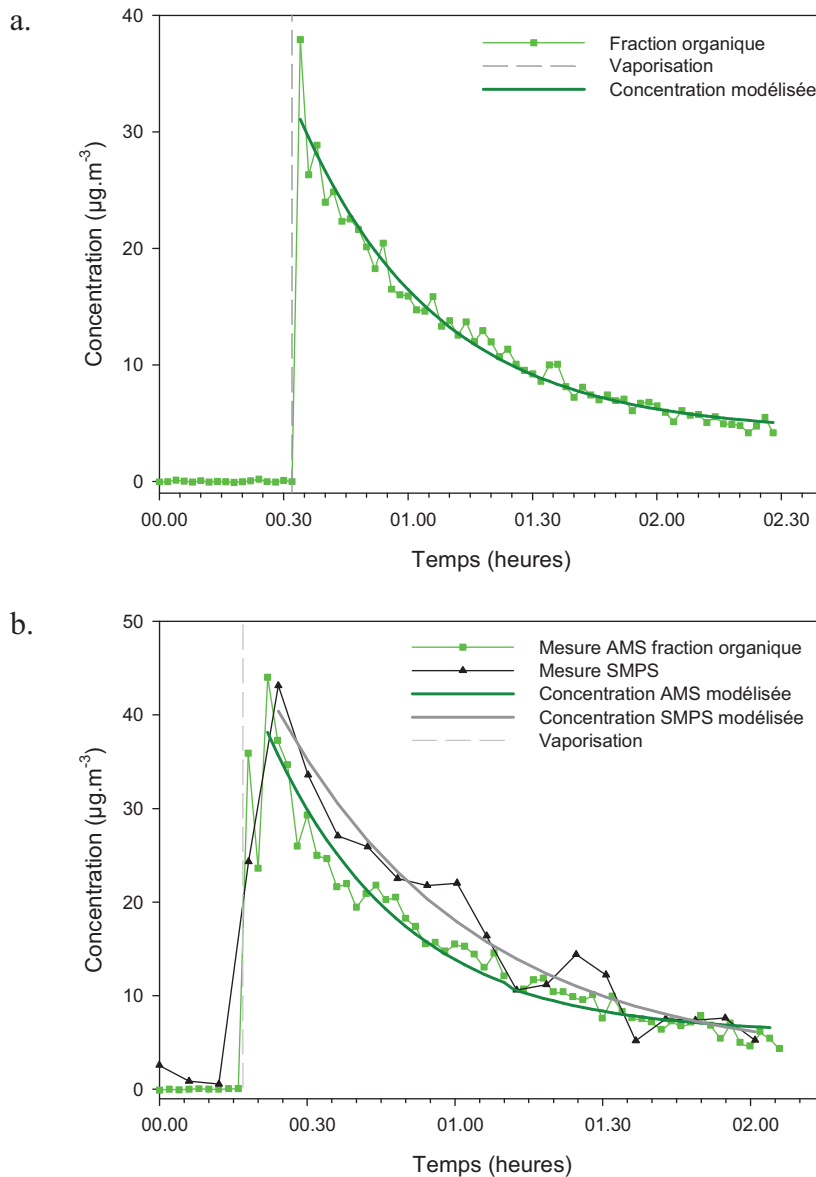 a.
40
30
20
10
0
Concentration (µg.m-3)
Fraction organique
Vaporisation
Concentration modélisée
00.00
00.30
01.00
01.30
02.00
02.30
Temps (heures)
b.
50
40
30
20
10
0
Concentration (µg.m-3)
Mesure AMS fraction organique
Mesure SMPS
Concentration AMS modélisée
Concentration SMPS modélisée
Vaporisation
00.00
00.30
01.00
01.30
02.00
Temps (heures)